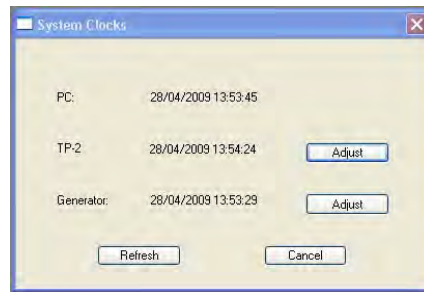 System Clocks
PC: 28/04/2009 13:53:45
TP-2 28/04/2009 13:54:24 Adjust
Generator: 28/04/2009 13:53:29 Adjust
Refresh Cancel